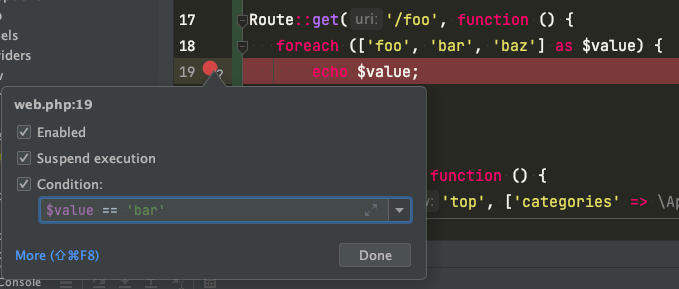 17 Route::get( uri: '/foo', function () {
els
18 foreach (['foo', 'bar', 'baz'] as $value) {
iders
19 ? echo $value;
web.php:19
Enabled
Suspend execution
Condition:
function () {
$value == 'bar'
'top', ['categories' => \Ap
More (⇧⌘F8)
Done
Console